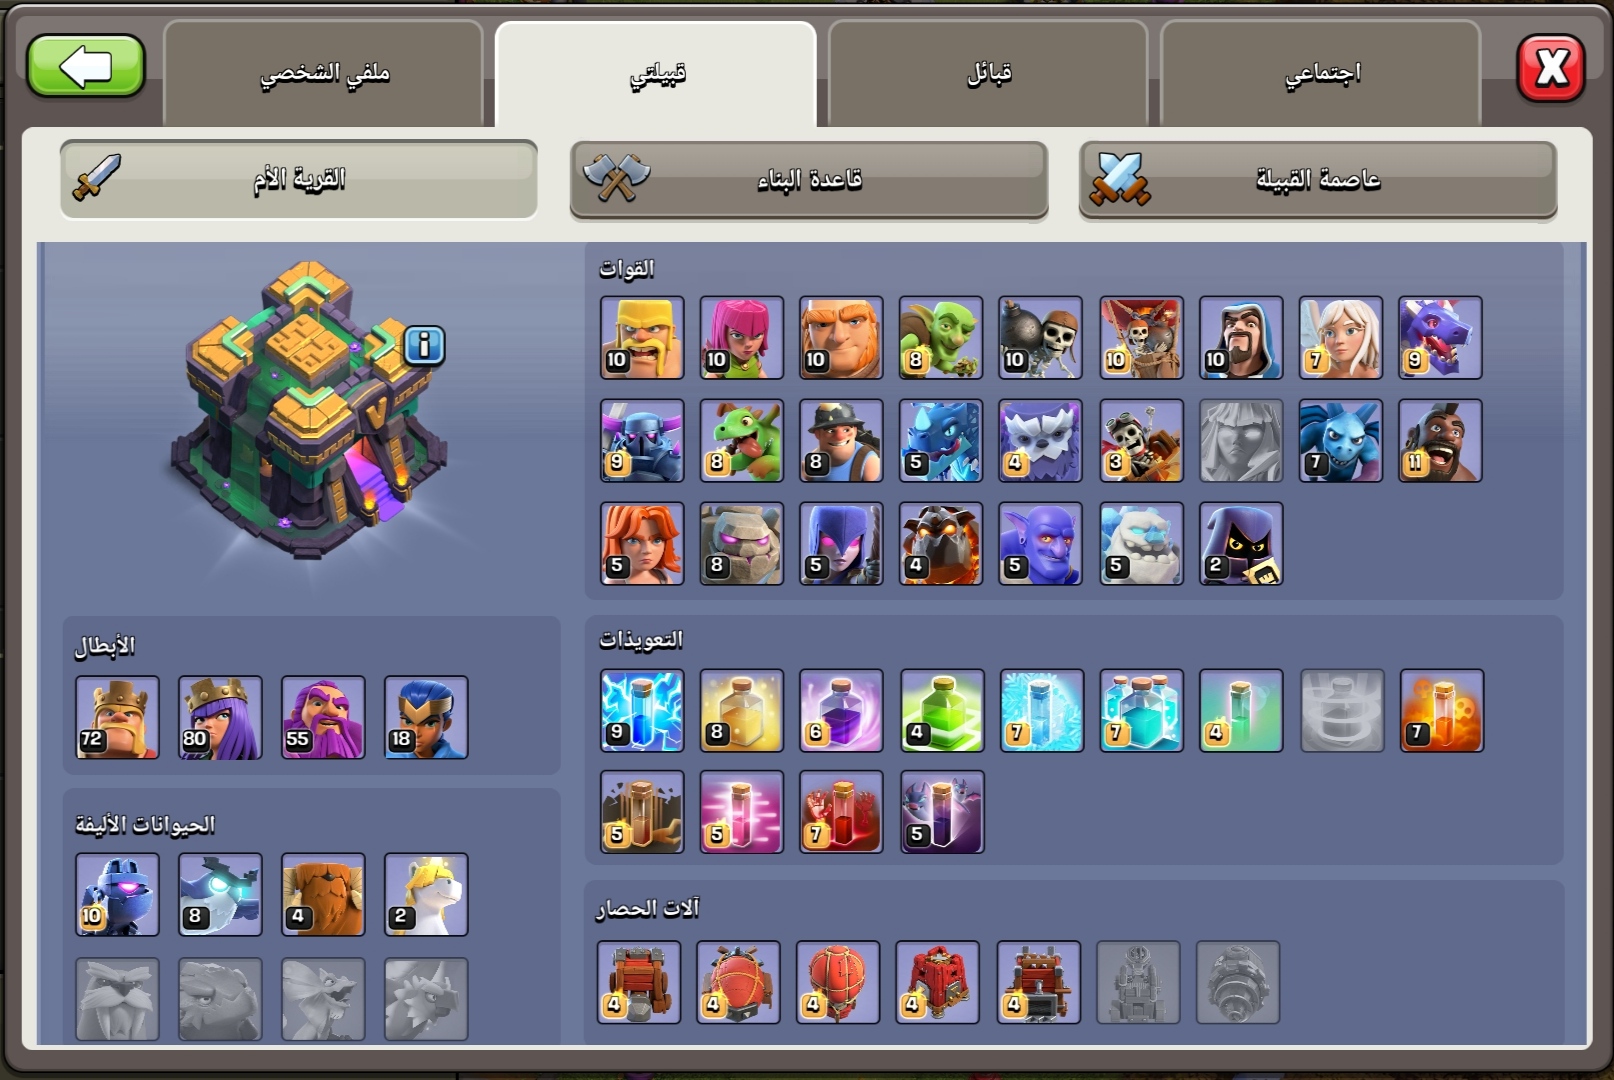 ملفي الشخصي
قبيلتي
قبائل
اجتماعي
X
القرية الأم
قاعدة البناء
عاصمة القبيلة
i
القوات
10 10 10 8 10 10 10 7 9
9 8 8 5 4 3 7 11
5 8 5 4 5 5 2
الأبطال
72 80 55 18
الحيوانات الأليفة
10 8 4 2
التعويذات
9 8 6 4 7 7 4 7
5 5 7 5
آلات الحصار
4 4 4 4 4